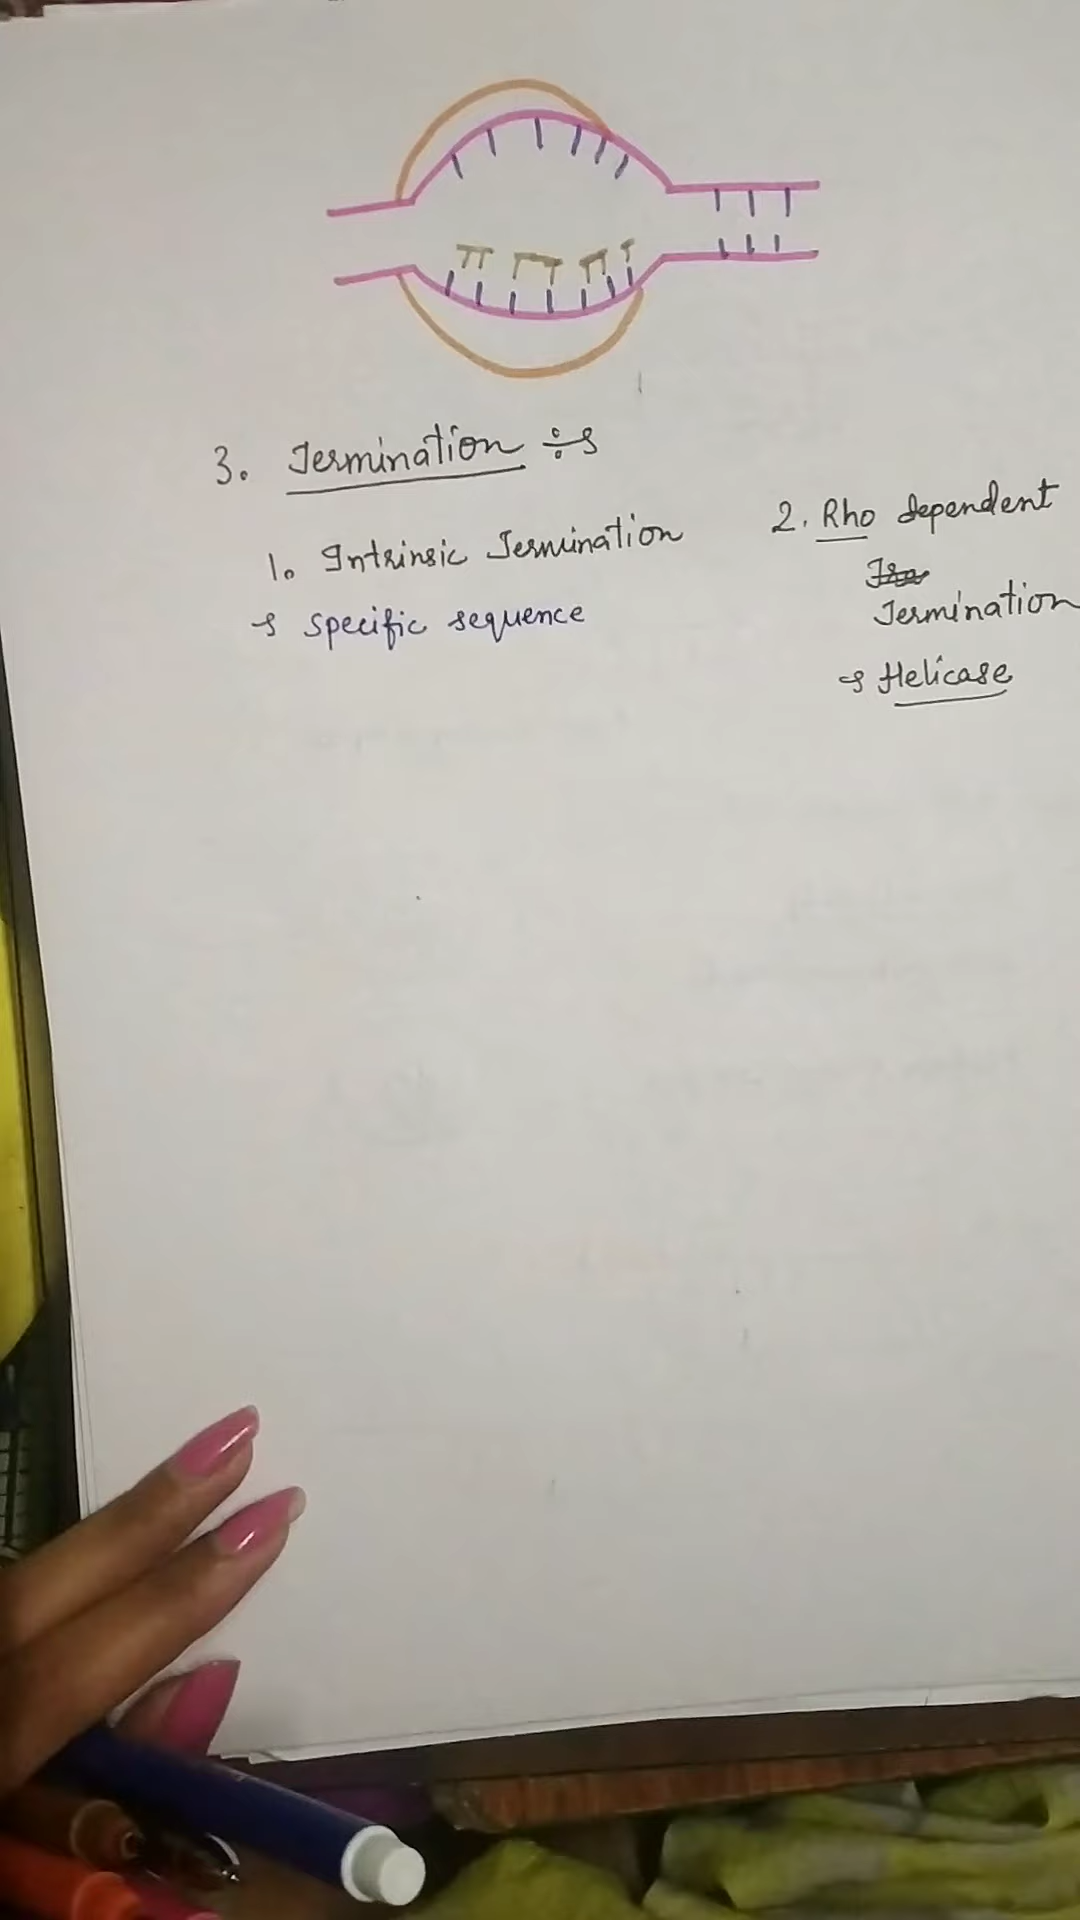 3. Termination :-
1. Intrinsic Termination
→ specific sequence
2. Rho dependent
Termination
→ Helicase